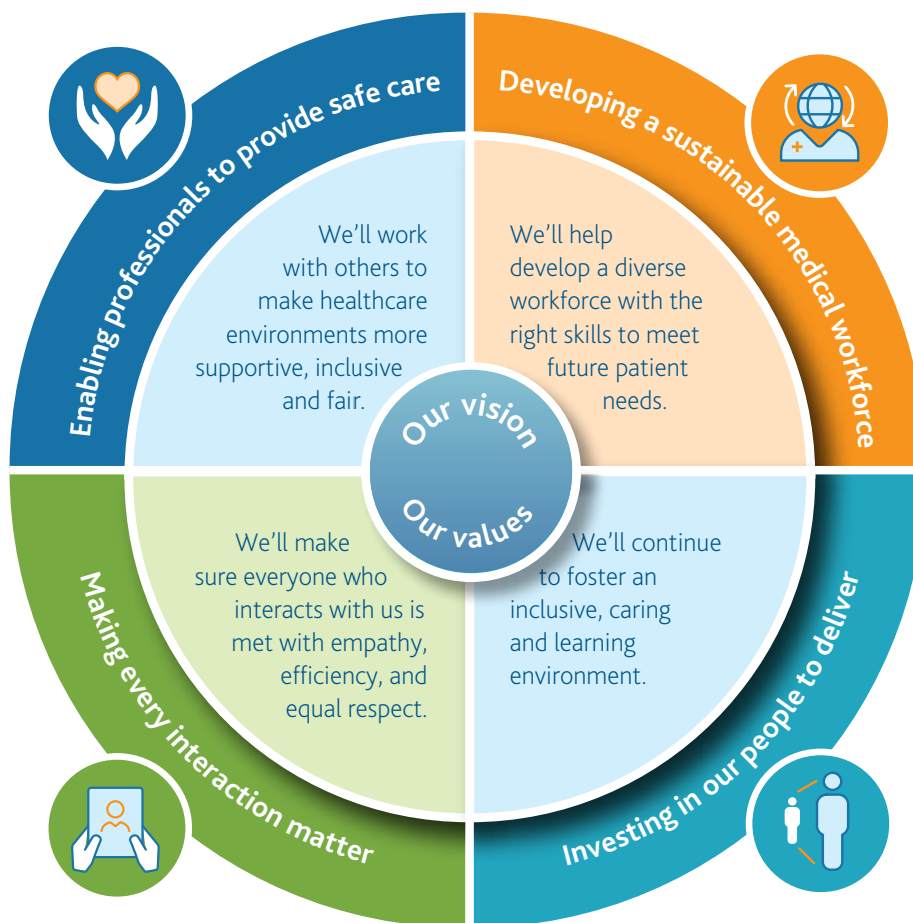 Enabling professionals to provide safe care
We’ll work
with others to
make healthcare
environments more
supportive, inclusive
and fair.
Developing a sustainable medical workforce
We’ll help
develop a diverse
workforce with the
right skills to meet
future patient
needs.
Our vision
Our values
Making every interaction matter
We’ll make
sure everyone who
interacts with us is
met with empathy,
efficiency, and
equal respect.
Investing in our people to deliver
We’ll continue
to foster an
inclusive, caring
and learning
environment.